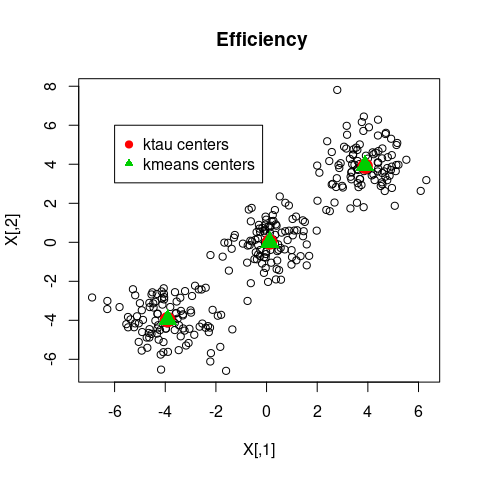 Efficiency
ktau centers
kmeans centers
8
6
4
2
0
-2
-4
-6
X[,2]
-6 -4 -2 0 2 4 6
X[,1]